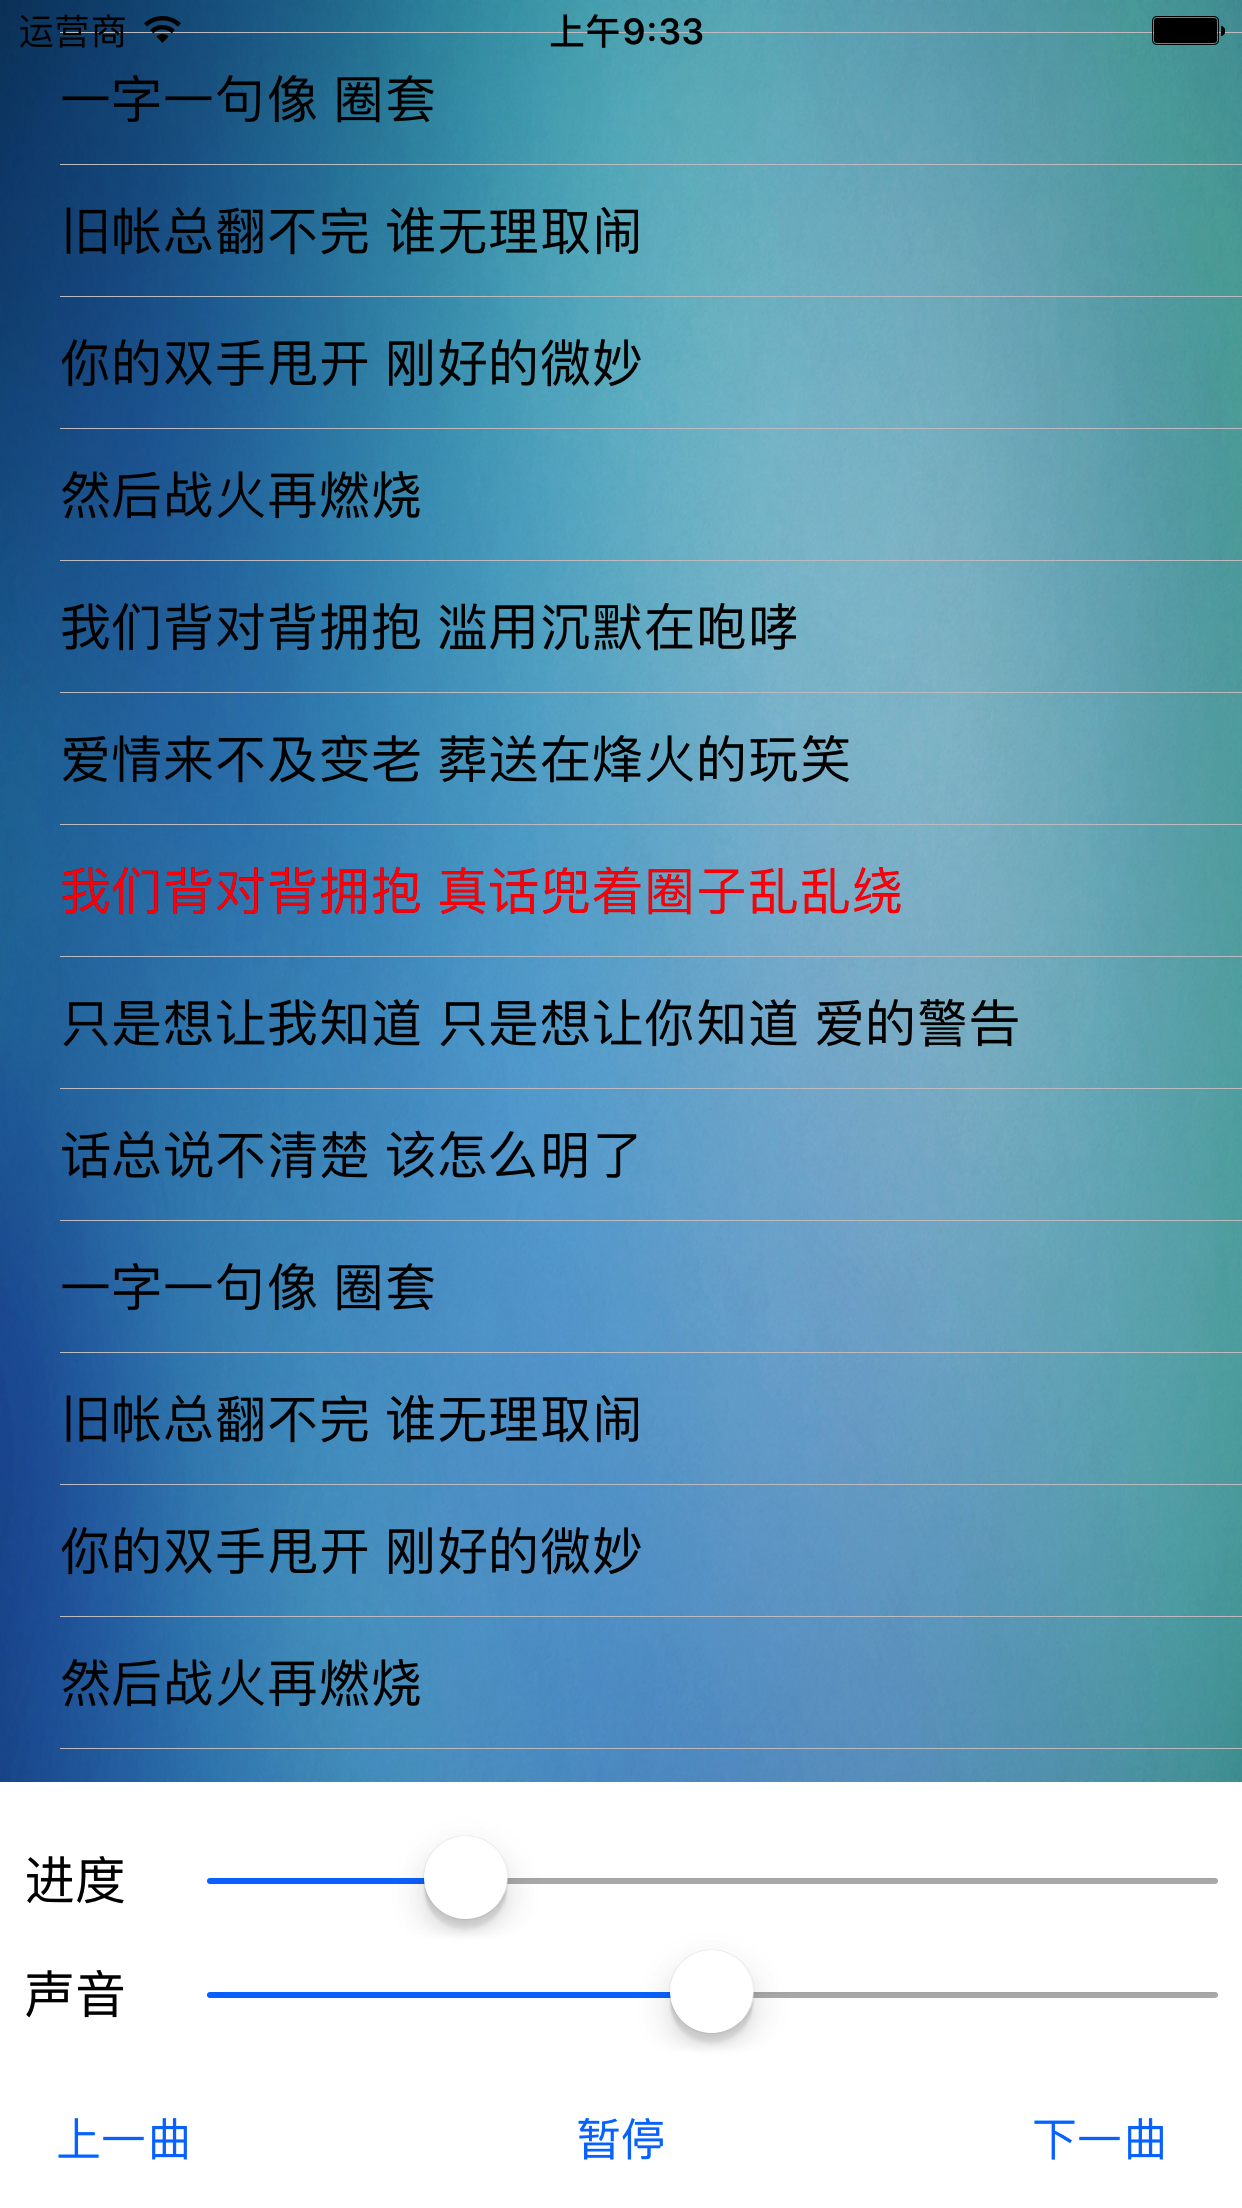 运营商 上午9:33
一字一句像 圈套
旧帐总翻不完 谁无理取闹
你的双手甩开 刚好的微妙
然后战火再燃烧
我们背对背拥抱 滥用沉默在咆哮
爱情来不及变老 葬送在烽火的玩笑
我们背对背拥抱 真话兜着圈子乱乱绕
只是想让我知道 只是想让你知道 爱的警告
话总说不清楚 该怎么明了
一字一句像 圈套
旧帐总翻不完 谁无理取闹
你的双手甩开 刚好的微妙
然后战火再燃烧
进度
声音
上一曲 暂停 下一曲